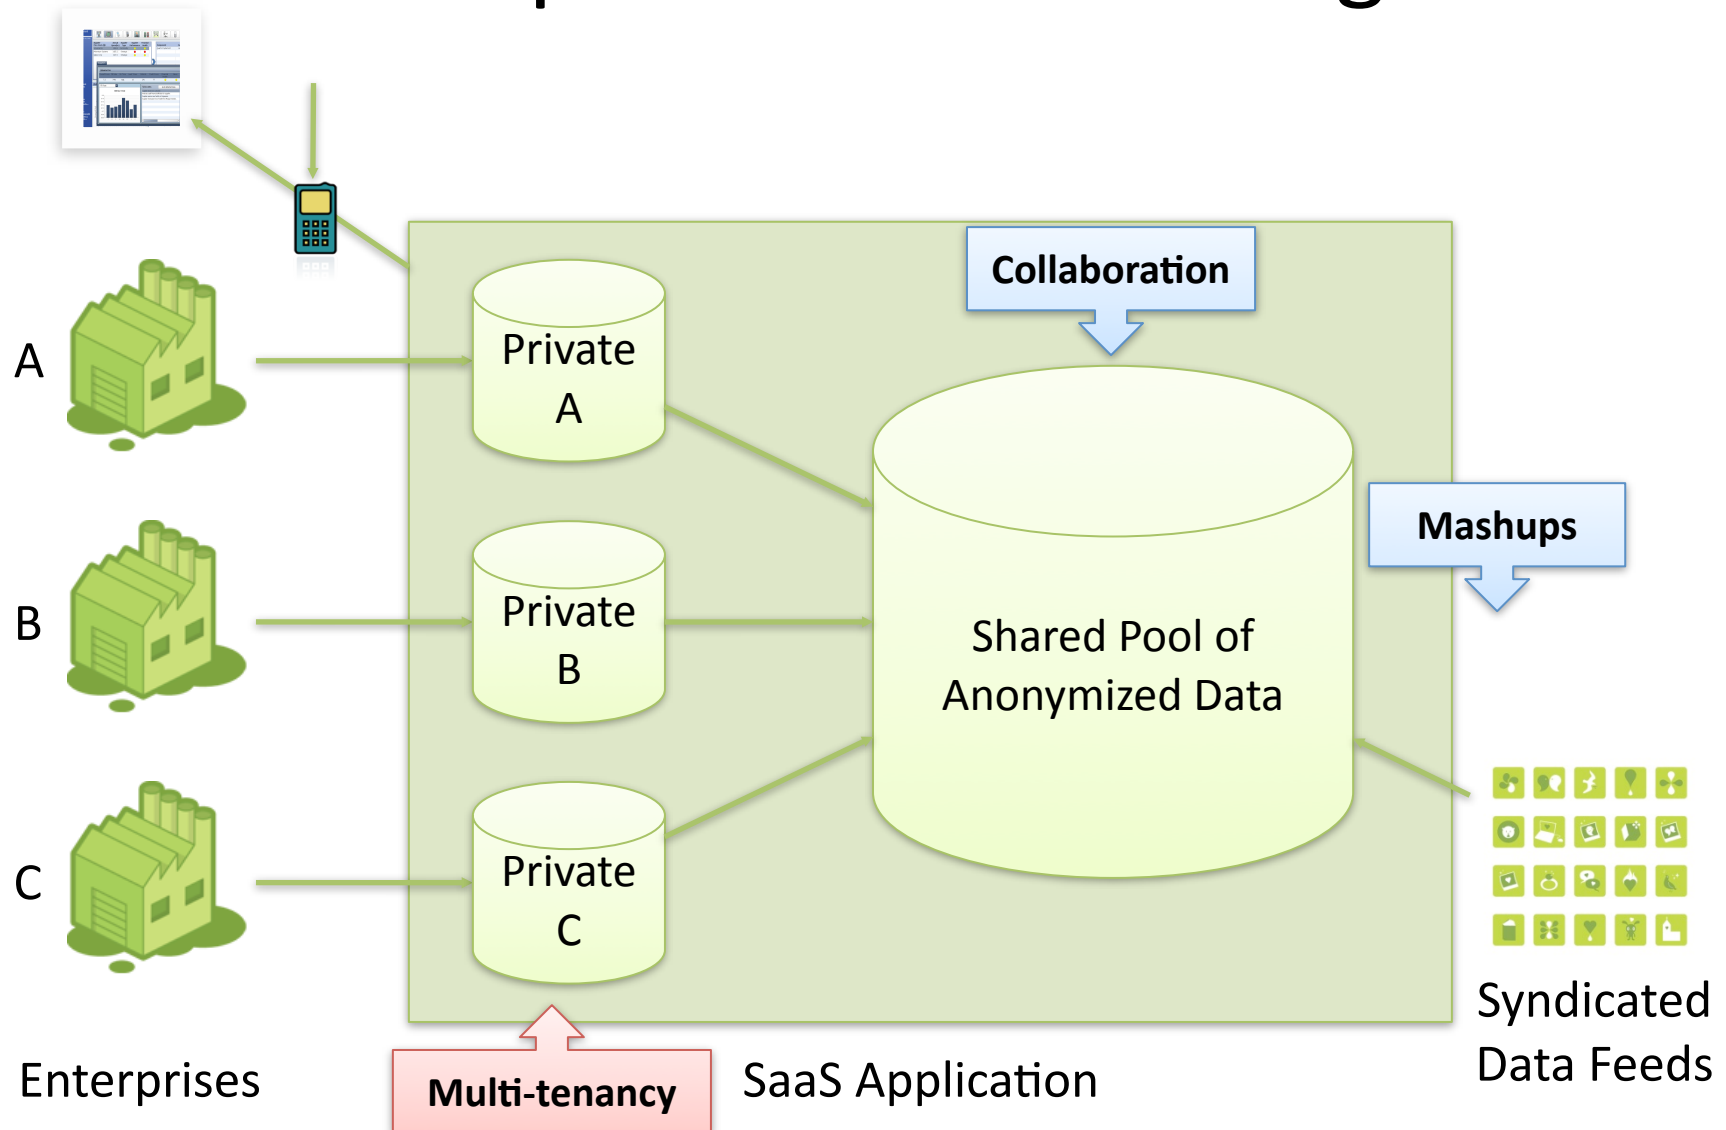 Collaboration
A
Private
A
Mashups
B
Private
B
Shared Pool of
Anonymized Data
C
Private
C
Syndicated
Data Feeds
Enterprises
Multi-tenancy
SaaS Application